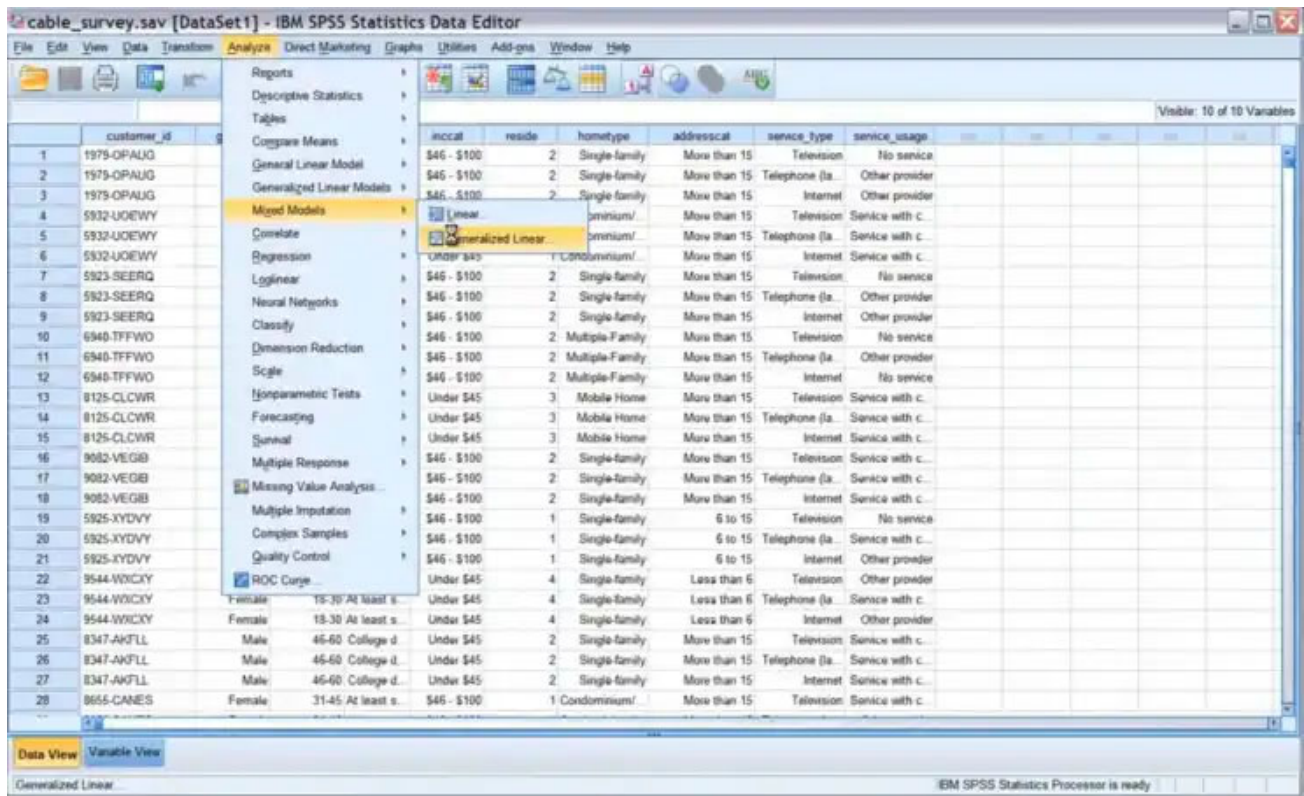 cable_survey.sav [DataSet1] - IBM SPSS Statistics Data Editor
File Edit View Data Transform Analyze Direct Marketing Graphs Utilities Add-ons Window Help
Visible: 10 of 10 Variables
Reports
Descriptive Statistics
Tables
Compare Means
General Linear Model
Generalized Linear Models
Mixed Models
Correlate
Regression
Loglinear
Neural Networks
Classify
Dimension Reduction
Scale
Nonparametric Tests
Forecasting
Survival
Multiple Response
Missing Value Analysis...
Multiple Imputation
Complex Samples
Quality Control
ROC Curve...
Linear...
Generalized Linear...
customer_id inccat reside hometype addresscat service_type service_usage
1 1979-OPAUG $46 - $100 2 Single-family More than 15 Television No service
2 1979-OPAUG $46 - $100 2 Single-family More than 15 Telephone (la... Other provider
3 1979-OPAUG $46 - $100 2 Single-family More than 15 Internet Other provider
4 5932-UOEWY ominium/ More than 15 Television Service with c...
5 5932-UOEWY ominium/ More than 15 Telephone (la... Service with c...
6 5932-UOEWY Under $45 1 Condominium/ More than 15 Internet Service with c...
7 5923-SEERQ $46 - $100 2 Single-family More than 15 Television No service
8 5923-SEERQ $46 - $100 2 Single-family More than 15 Telephone (la... Other provider
9 5923-SEERQ $46 - $100 2 Single-family More than 15 Internet Other provider
10 6940-TFFWO $46 - $100 2 Multiple-Family More than 15 Television No service
11 6940-TFFWO $46 - $100 2 Multiple-Family More than 15 Telephone (la... Other provider
12 6940-TFFWO $46 - $100 2 Multiple-Family More than 15 Internet No service
13 8125-CLCWR Under $45 3 Mobile Home More than 15 Television Service with c...
14 8125-CLCWR Under $45 3 Mobile Home More than 15 Telephone (la... Service with c...
15 8125-CLCWR Under $45 3 Mobile Home More than 15 Internet Service with c...
16 9082-VEGIB $46 - $100 2 Single-family More than 15 Television Service with c...
17 9082-VEGIB $46 - $100 2 Single-family More than 15 Telephone (la... Service with c...
18 9082-VEGIB $46 - $100 2 Single-family More than 15 Internet Service with c...
19 5925-XYDVY $46 - $100 1 Single-family 6 to 15 Television No service
20 5925-XYDVY $46 - $100 1 Single-family 6 to 15 Telephone (la... Service with c...
21 5925-XYDVY $46 - $100 1 Single-family 6 to 15 Internet Other provider
22 9544-WXCXY Under $45 4 Single-family Less than 6 Television Other provider
23 9544-WXCXY Female 18-30 At least s... Under $45 4 Single-family Less than 6 Telephone (la... Service with c...
24 9544-WXCXY Female 18-30 At least s... Under $45 4 Single-family Less than 6 Internet Other provider
25 8347-AKFLL Male 46-60 College d... Under $45 2 Single-family More than 15 Television Service with c...
26 8347-AKFLL Male 46-60 College d... Under $45 2 Single-family More than 15 Telephone (la... Service with c...
27 8347-AKFLL Male 46-60 College d... Under $45 2 Single-family More than 15 Internet Service with c...
28 8655-CANES Female 31-45 At least s... $46 - $100 1 Condominium/ More than 15 Television Service with c...
Data View Variable View
Generalized Linear...
IBM SPSS Statistics Processor is ready